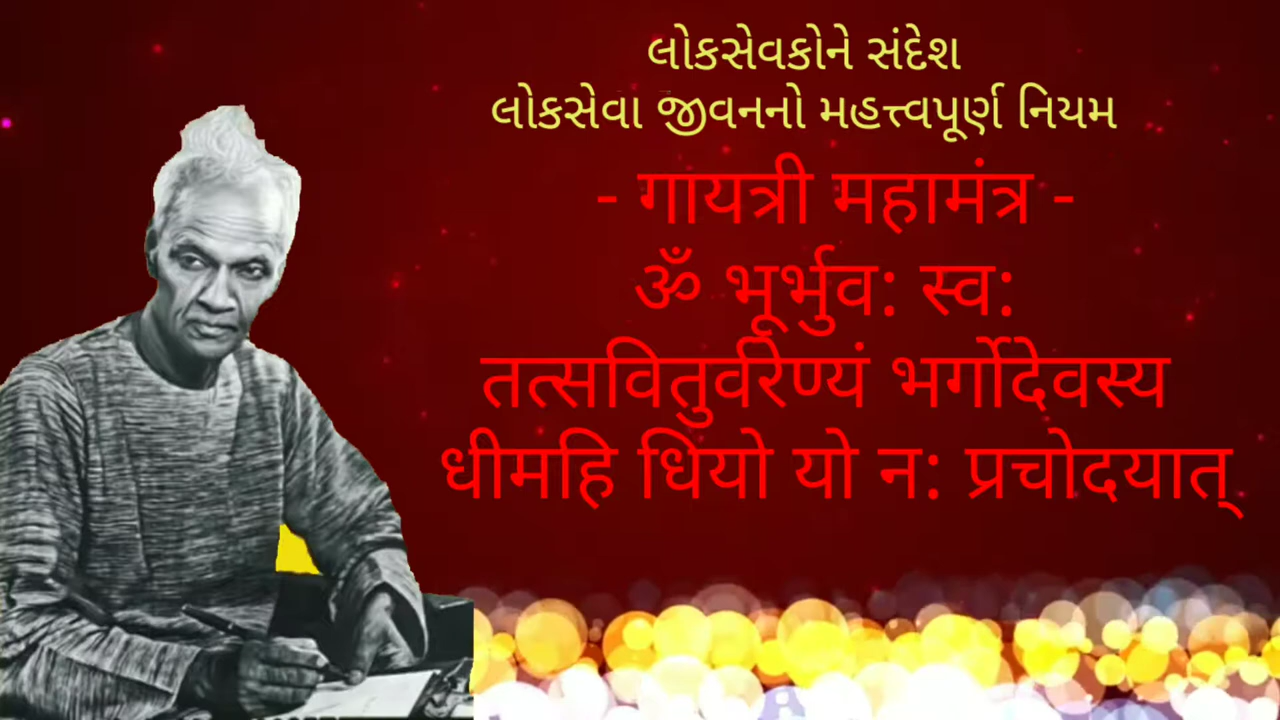 લોકસેવકોને સંદેશ
લોકસેવા જીવનનો મહત્ત્વપૂર્ણ નિયમ
- गायत्री महामंत्र -
ॐ भूर्भुव: स्व:
तत्सवितुर्वरेण्यं भर्गोदेवस्य
धीमहि धियो यो न: प्रचोदयात्